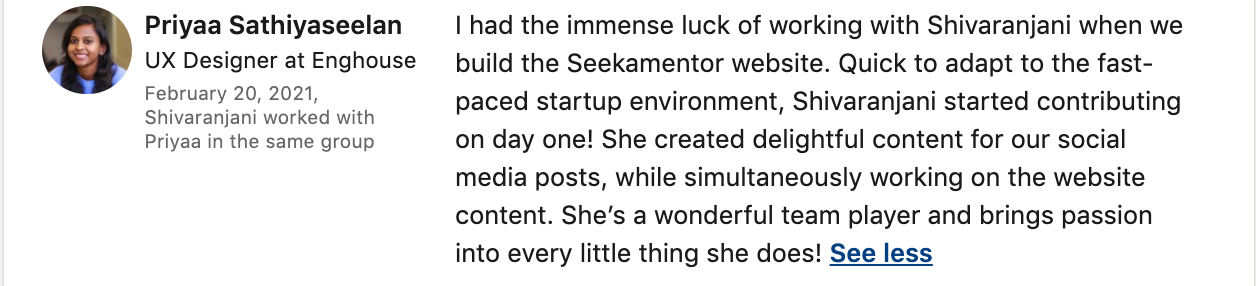 Priyaa Sathiyaseelan
UX Designer at Enghouse
February 20, 2021,
Shivaranjani worked with
Priyaa in the same group
I had the immense luck of working with Shivaranjani when we
build the Seekamentor website. Quick to adapt to the fast-
paced startup environment, Shivaranjani started contributing
on day one! She created delightful content for our social
media posts, while simultaneously working on the website
content. She’s a wonderful team player and brings passion
into every little thing she does! See less